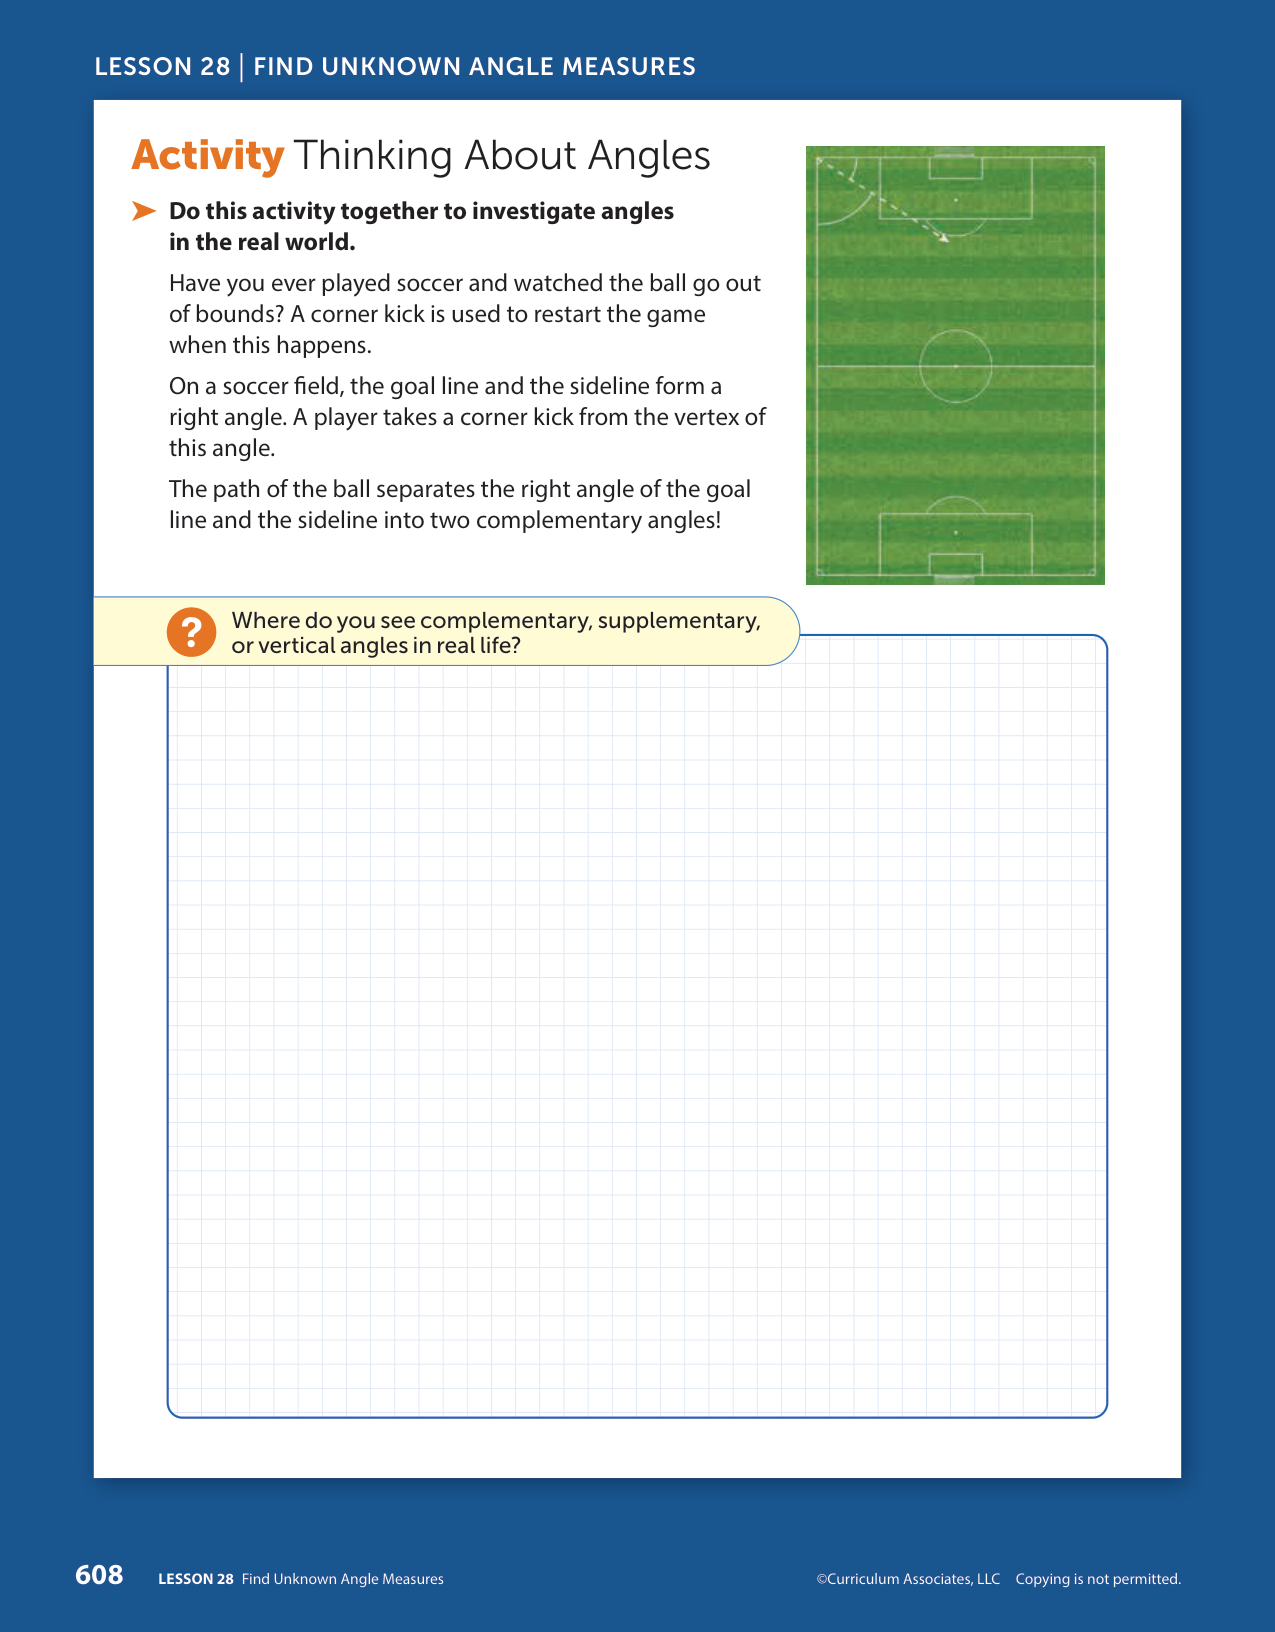 LESSON 28 | FIND UNKNOWN ANGLE MEASURES
Activity Thinking About Angles
Do this activity together to investigate angles
in the real world.
Have you ever played soccer and watched the ball go out
of bounds? A corner kick is used to restart the game
when this happens.
On a soccer field, the goal line and the sideline form a
right angle. A player takes a corner kick from the vertex of
this angle.
The path of the ball separates the right angle of the goal
line and the sideline into two complementary angles!
?
Where do you see complementary, supplementary,
or vertical angles in real life?
608 LESSON 28 Find Unknown Angle Measures
©Curriculum Associates, LLC Copying is not permitted.